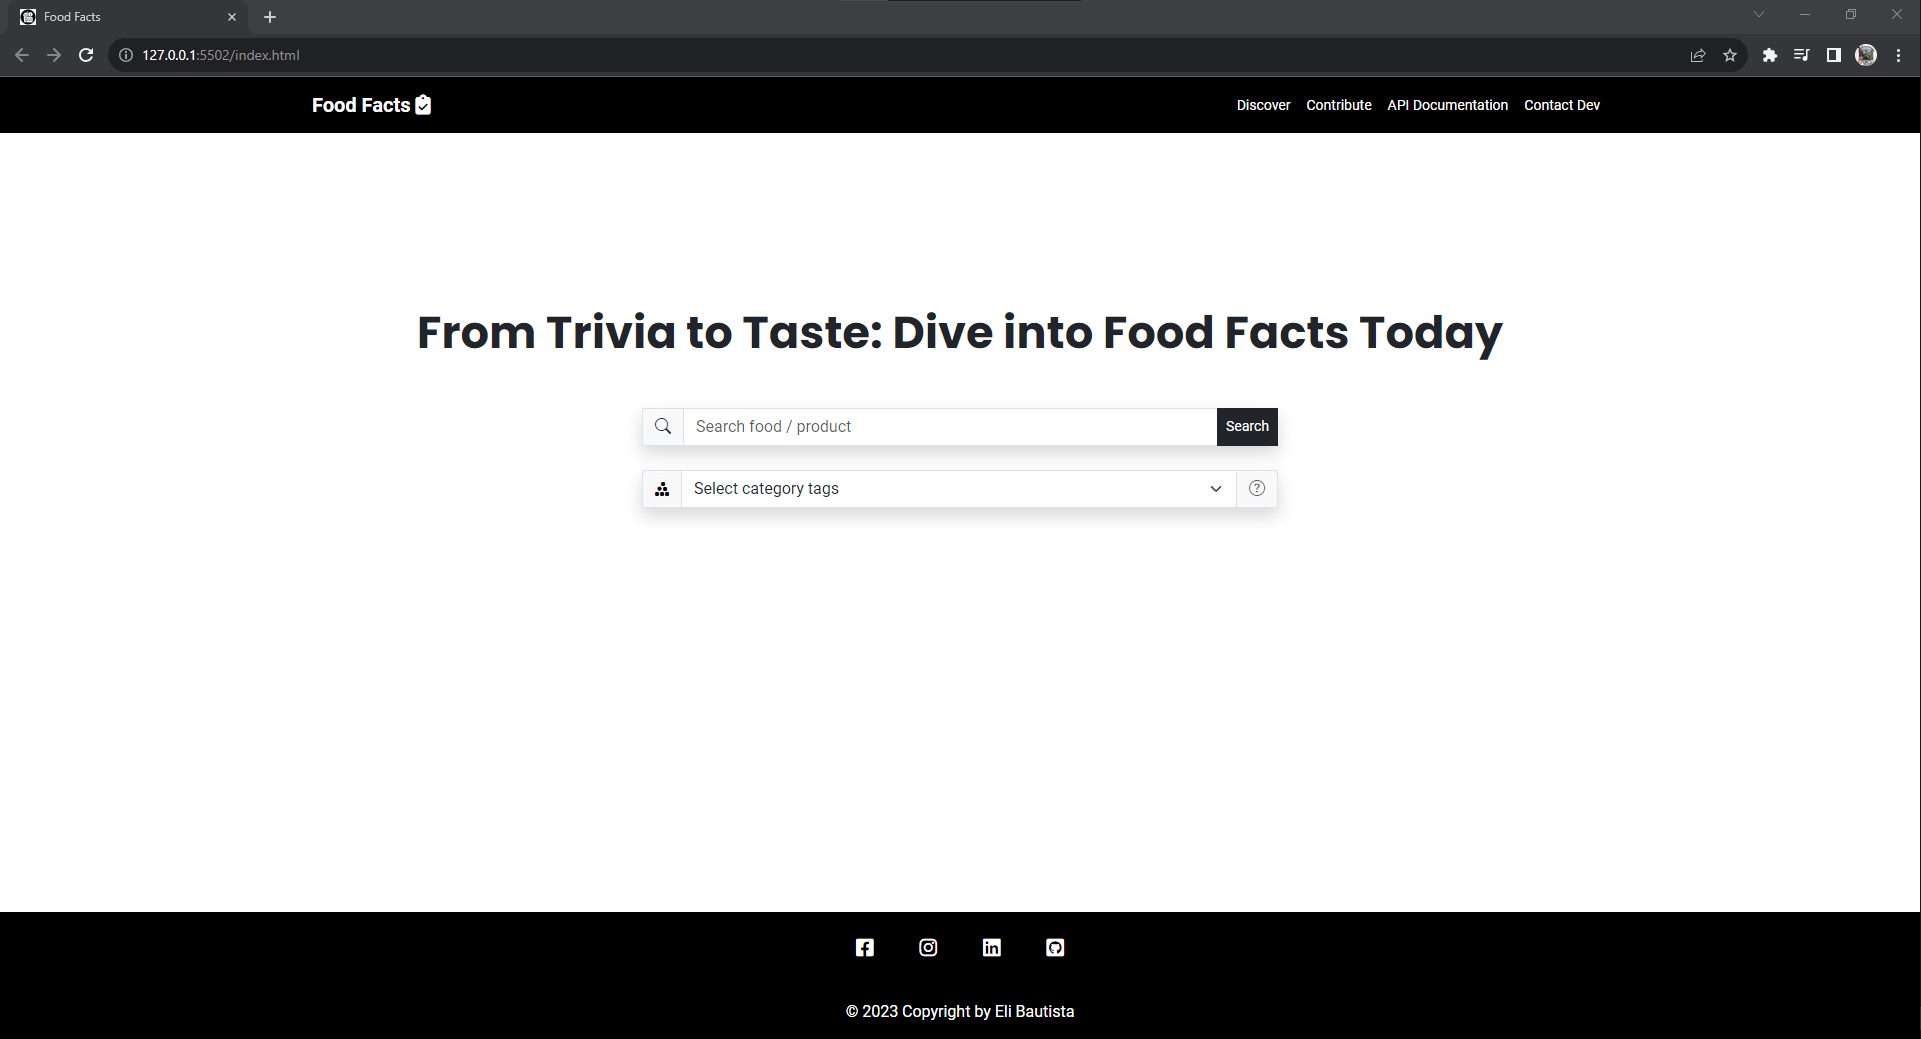 Food Facts
127.0.0.1:5502/index.html
Food Facts
Discover Contribute API Documentation Contact Dev
From Trivia to Taste: Dive into Food Facts Today
Search food / product Search
Select category tags
© 2023 Copyright by Eli Bautista